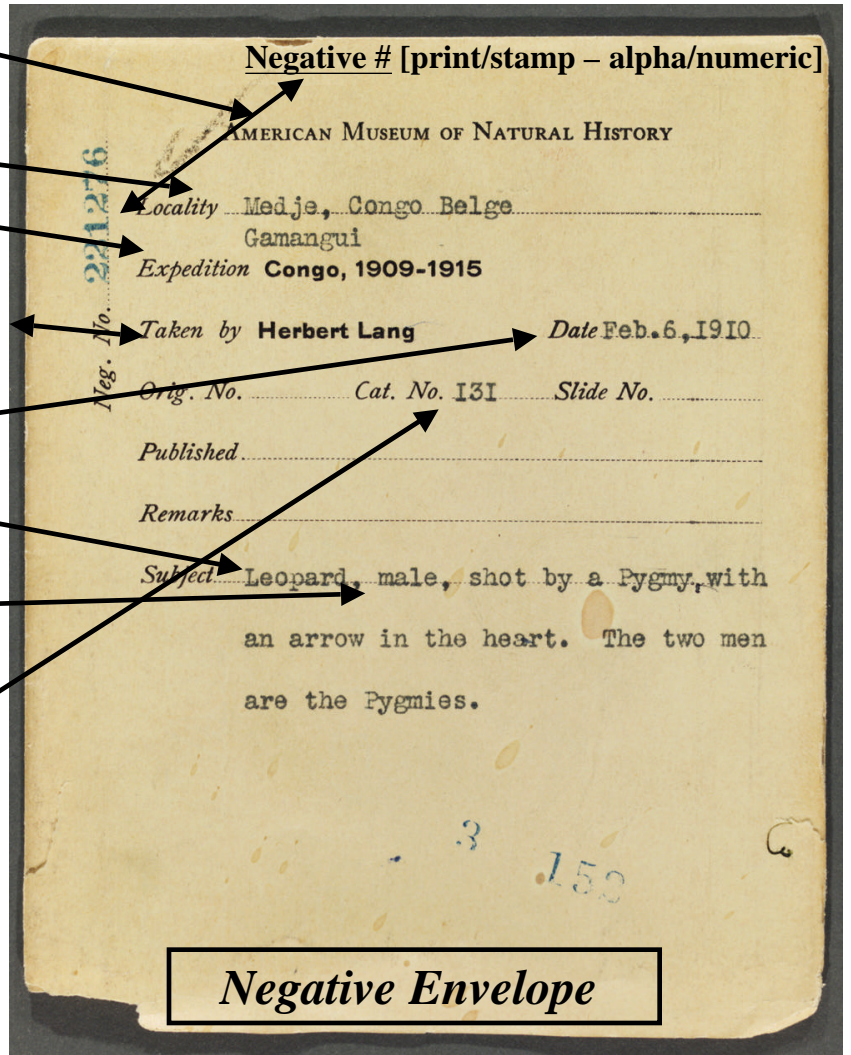 Negative # [print/stamp – alpha/numeric]
AMERICAN MUSEUM OF NATURAL HISTORY
Neg. No. 221276
Locality Medje, Congo Belge
Gamangui
Expedition Congo, 1909-1915
Taken by Herbert Lang Date Feb.6,1910
Orig. No. Cat. No. 131 Slide No.
Published
Remarks
Subject Leopard, male, shot by a Pygmy, with
an arrow in the heart. The two men
are the Pygmies.
3
Negative Envelope